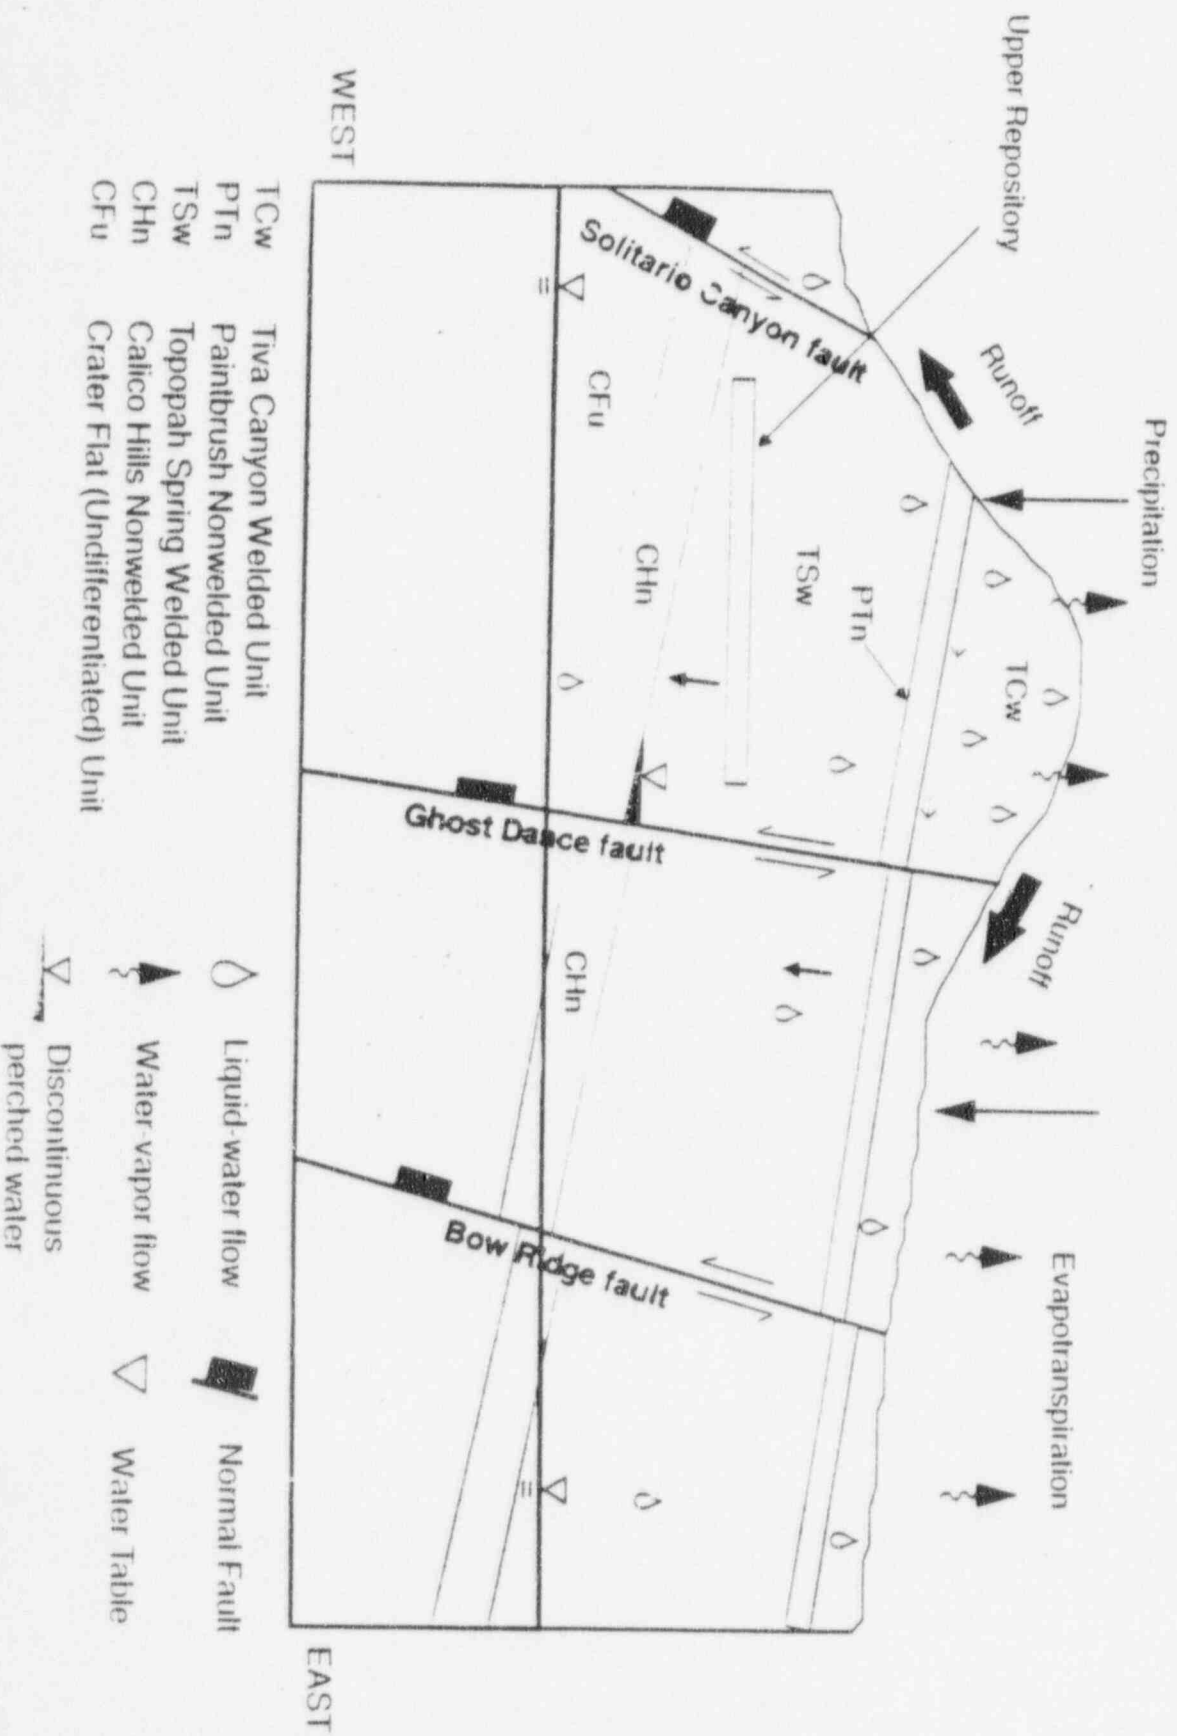 Precipitation
Evapotranspiration
Upper Repository
Runoff
Runoff
TCw
PTn
TSw
CHn
CHn
CFu
Solitario Canyon fault
Ghost Dance fault
Bow Ridge fault
WEST
EAST
TCw Tiva Canyon Welded Unit
PTn Paintbrush Nonwelded Unit
TSw Topopah Spring Welded Unit
CHn Calico Hills Nonwelded Unit
CFu Crater Flat (Undifferentiated) Unit
Liquid-water flow
Water-vapor flow
Discontinuous
perched water
Normal Fault
Water Table